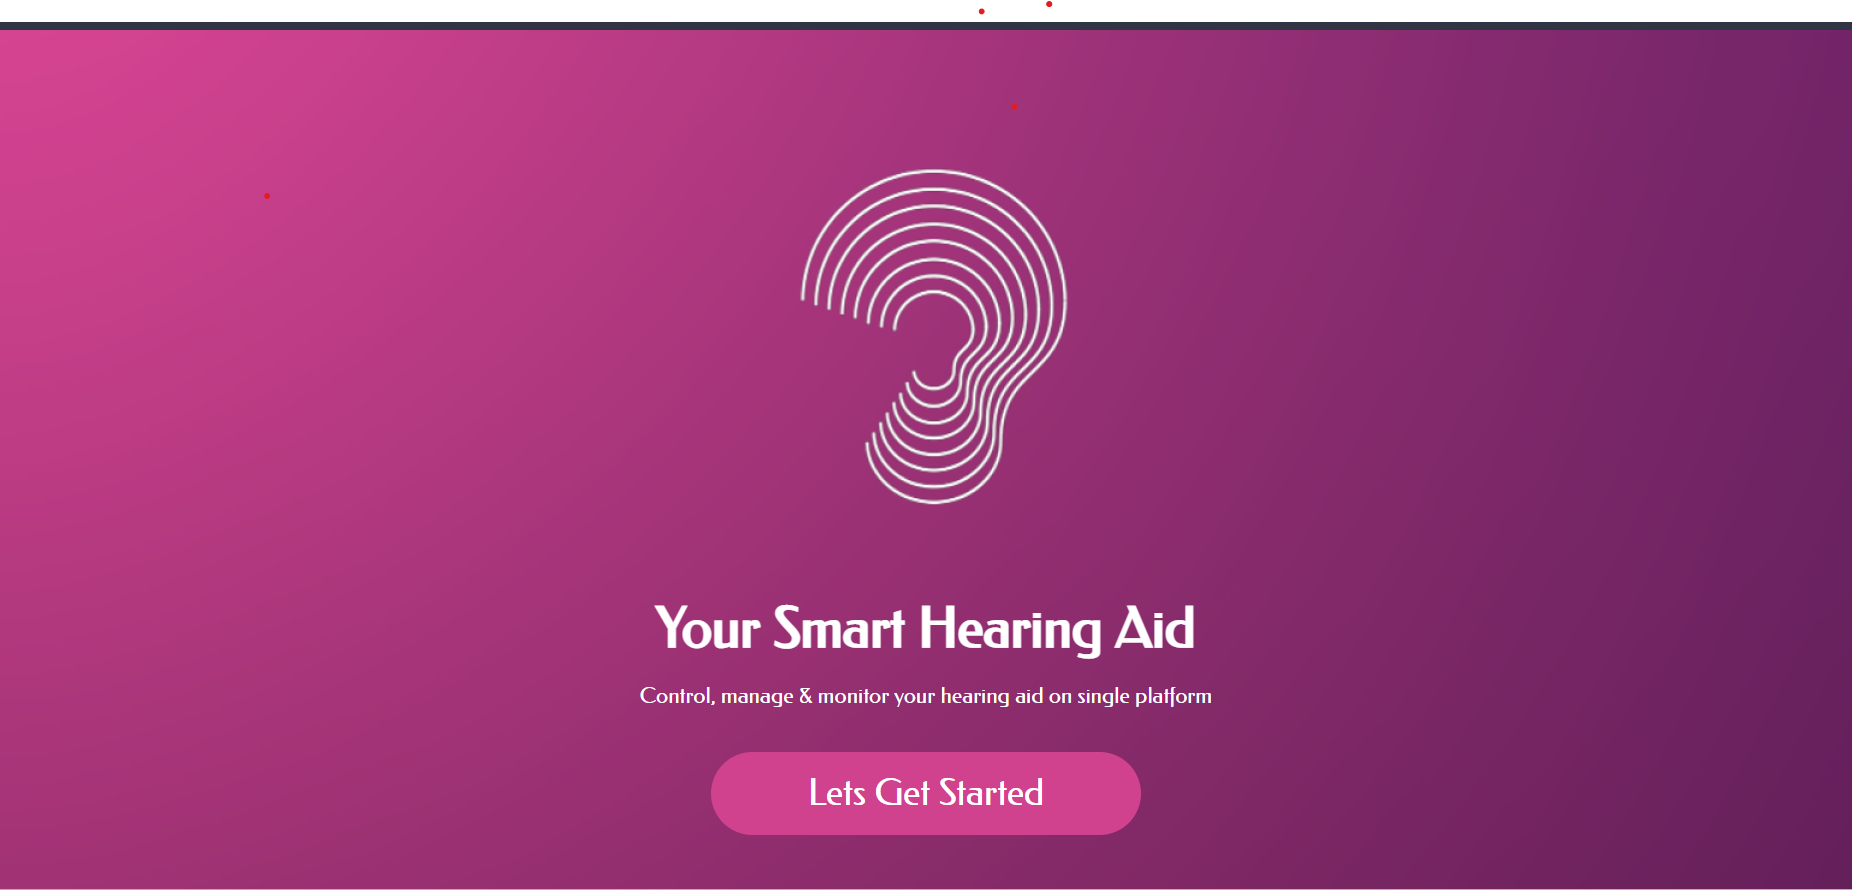 Your Smart Hearing Aid
Control, manage & monitor your hearing aid on single platform
Lets Get Started